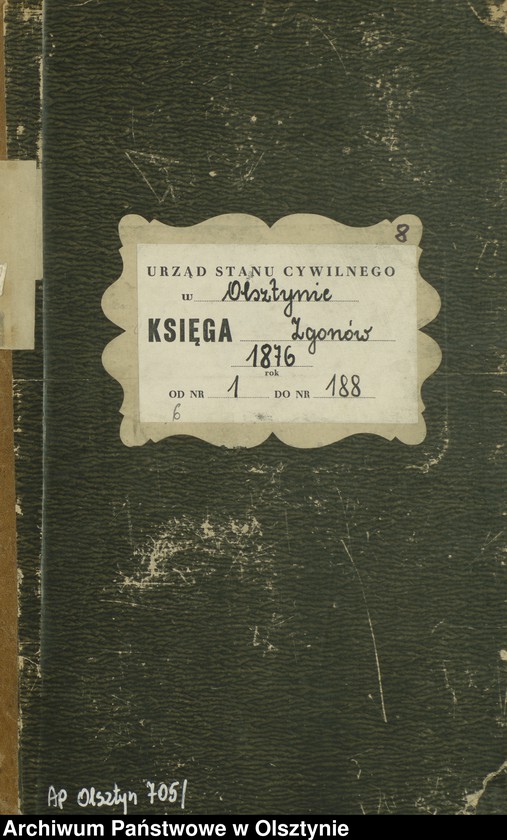 8
URZĄD STANU CYWILNEGO
w Olsztynie
KSIĘGA Zgonów
1876
rok
OD NR 1 DO NR 188
6
AP Olsztyn 705/
Archiwum Państwowe w Olsztynie